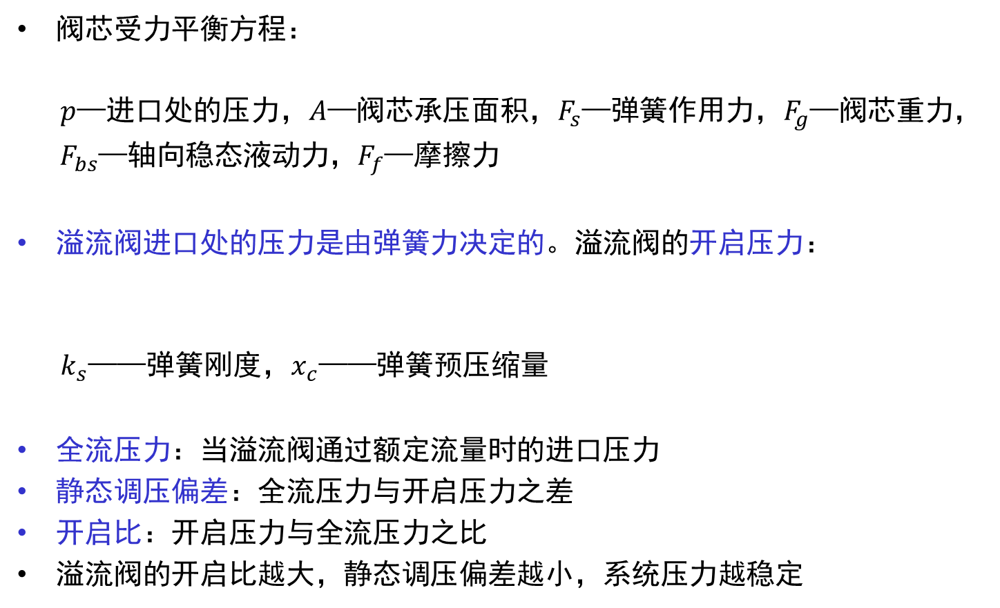 • 阀芯受力平衡方程：
p—进口处的压力，A—阀芯承压面积，Fs—弹簧作用力，Fg—阀芯重力，
Fbs—轴向稳态液动力，Ff—摩擦力
• 溢流阀进口处的压力是由弹簧力决定的。溢流阀的开启压力：
ks——弹簧刚度，xc——弹簧预压缩量
• 全流压力：当溢流阀通过额定流量时的进口压力
• 静态调压偏差：全流压力与开启压力之差
• 开启比：开启压力与全流压力之比
• 溢流阀的开启比越大，静态调压偏差越小，系统压力越稳定